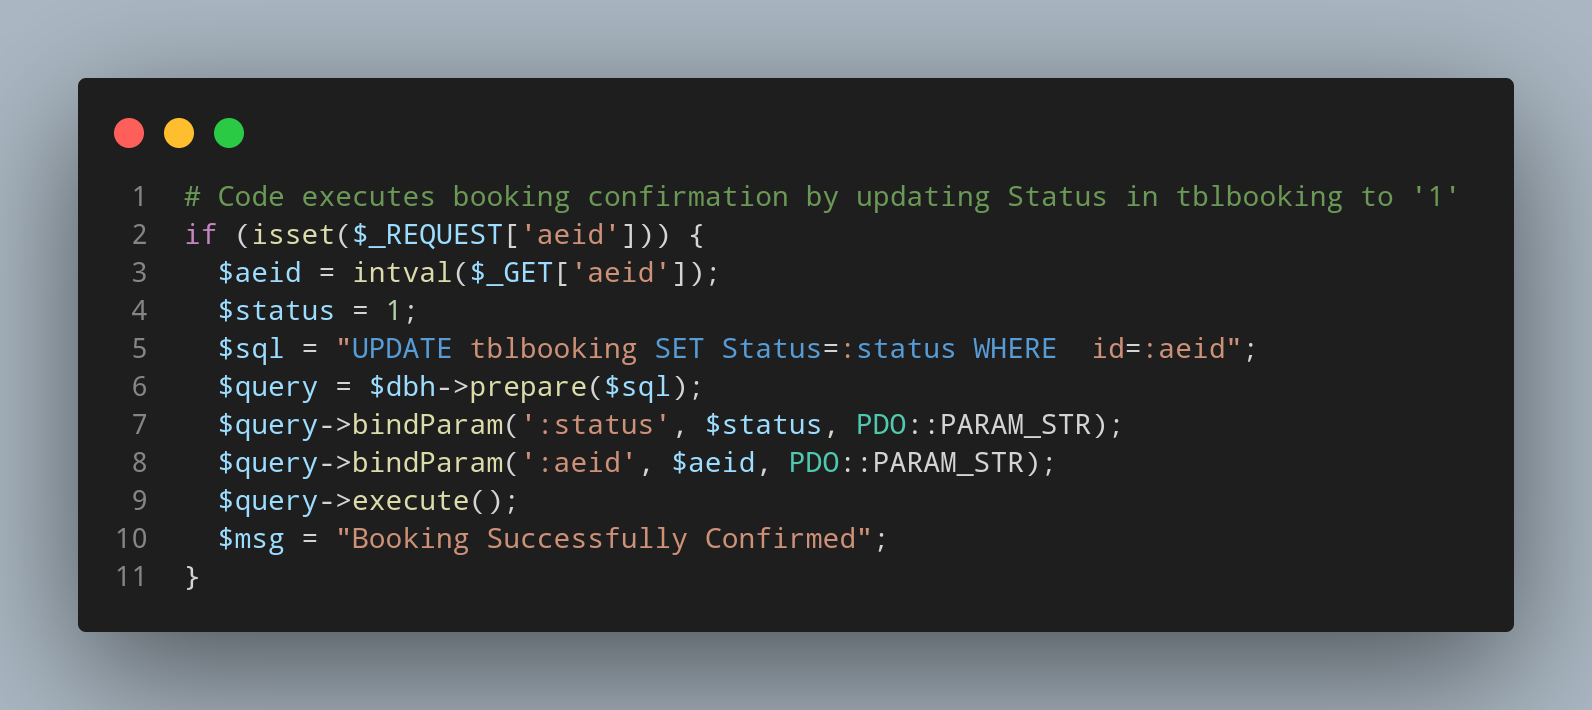 1 # Code executes booking confirmation by updating Status in tblbooking to '1'
2 if (isset($_REQUEST['aeid'])) {
3   $aeid = intval($_GET['aeid']);
4   $status = 1;
5   $sql = "UPDATE tblbooking SET Status=:status WHERE  id=:aeid";
6   $query = $dbh->prepare($sql);
7   $query->bindParam(':status', $status, PDO::PARAM_STR);
8   $query->bindParam(':aeid', $aeid, PDO::PARAM_STR);
9   $query->execute();
10   $msg = "Booking Successfully Confirmed";
11 }